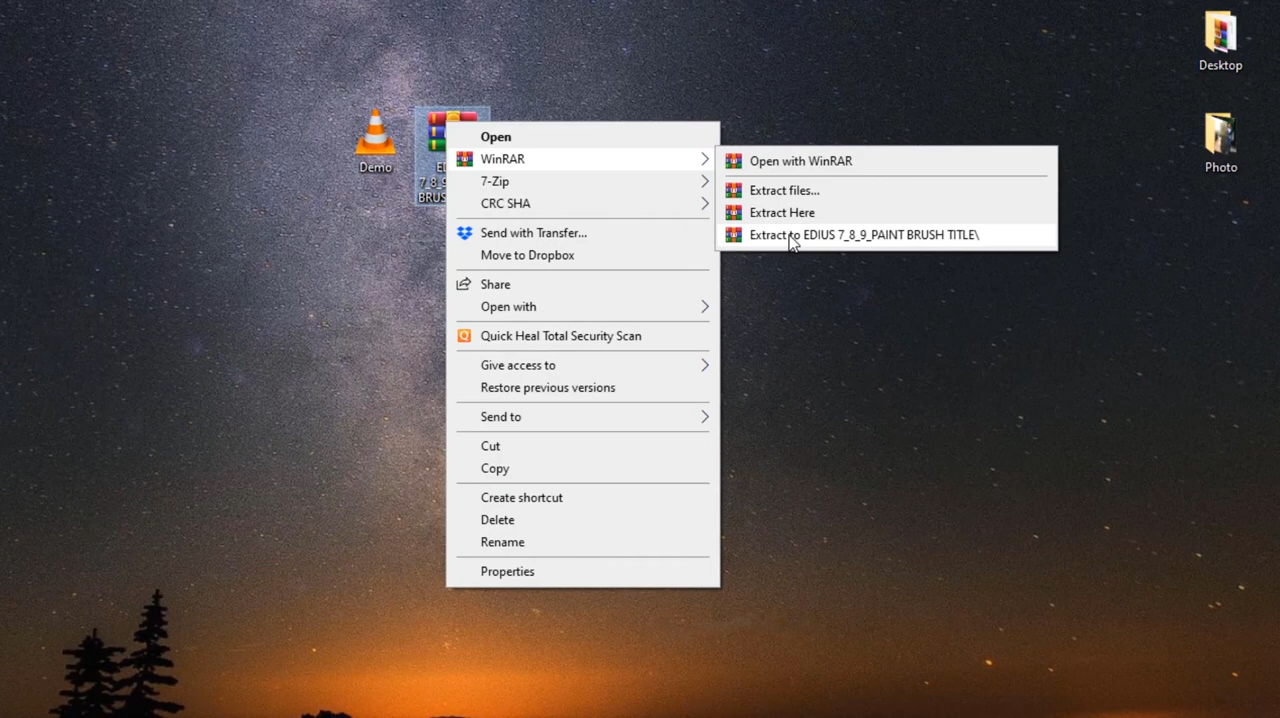 Desktop
Demo
7_8_9
BRUS
Photo
Open
WinRAR
7-Zip
CRC SHA
Send with Transfer...
Move to Dropbox
Share
Open with
Quick Heal Total Security Scan
Give access to
Restore previous versions
Send to
Cut
Copy
Create shortcut
Delete
Rename
Properties
Open with WinRAR
Extract files...
Extract Here
Extract to EDIUS 7_8_9_PAINT BRUSH TITLE\